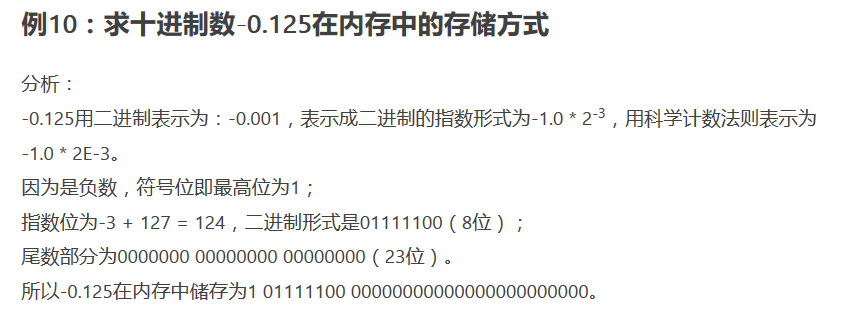 例10：求十进制数-0.125在内存中的存储方式
分析：
-0.125用二进制表示为：-0.001，表示成二进制的指数形式为-1.0 * 2-3，用科学计数法则表示为
-1.0 * 2E-3。
因为是负数，符号位即最高位为1；
指数位为-3 + 127 = 124，二进制形式是01111100（8位）；
尾数部分为0000000 00000000 00000000（23位）。
所以-0.125在内存中储存为1 01111100 00000000000000000000000。